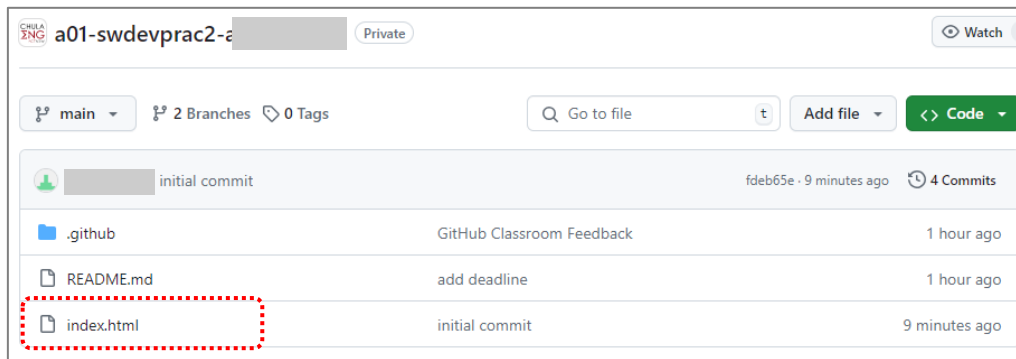 CHULA ΣNG
a01-swdevprac2-a Private Watch
main 2 Branches 0 Tags Go to file t Add file Code
initial commit fdeb65e · 9 minutes ago 4 Commits
.github GitHub Classroom Feedback 1 hour ago
README.md add deadline 1 hour ago
index.html initial commit 9 minutes ago